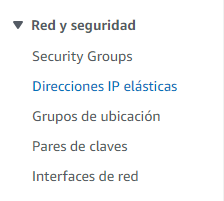 Red y seguridad
Security Groups
Direcciones IP elásticas
Grupos de ubicación
Pares de claves
Interfaces de red